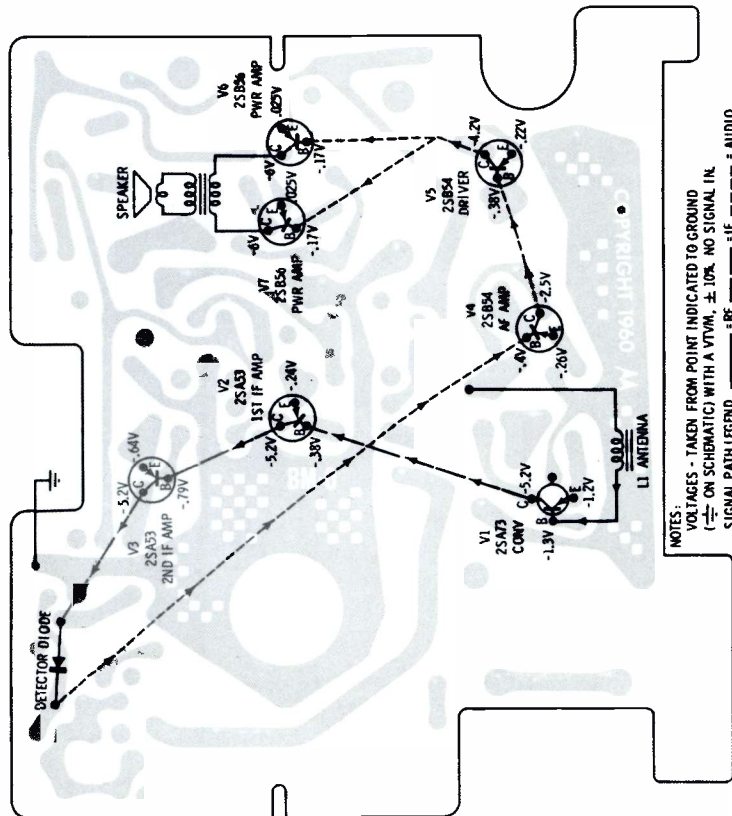 DETECTOR DIODE
V3
2SA53
2ND IF AMP
-5.2V
-.64V
C
E
B
-.79V
SPEAKER
V2
2SA53
1ST IF AMP
-5.2V
-.24V
C
E
B
-.38V
V7
2SB56
PWR AMP
-6V
.025V
C
E
B
-.17V
V6
2SB56
PWR AMP
-6V
.025V
C
E
B
-.17V
V1
2SA73
CONV
-5.2V
C
B
E
-1.3V
-1.2V
L1 ANTENNA
V4
2SB54
AF AMP
-.4V
-2.5V
B
C
E
-.26V
V5
2SB54
DRIVER
-4.2V
C
B
E
-.38V
-.22V
COPYRIGHT 1960
NOTES:
VOLTAGES - TAKEN FROM POINT INDICATED TO GROUND
( ON SCHEMATIC) WITH A VTVM, ± 10% NO SIGNAL IN.
SIGNAL PATH LEGEND = RF = IF = AUDIO